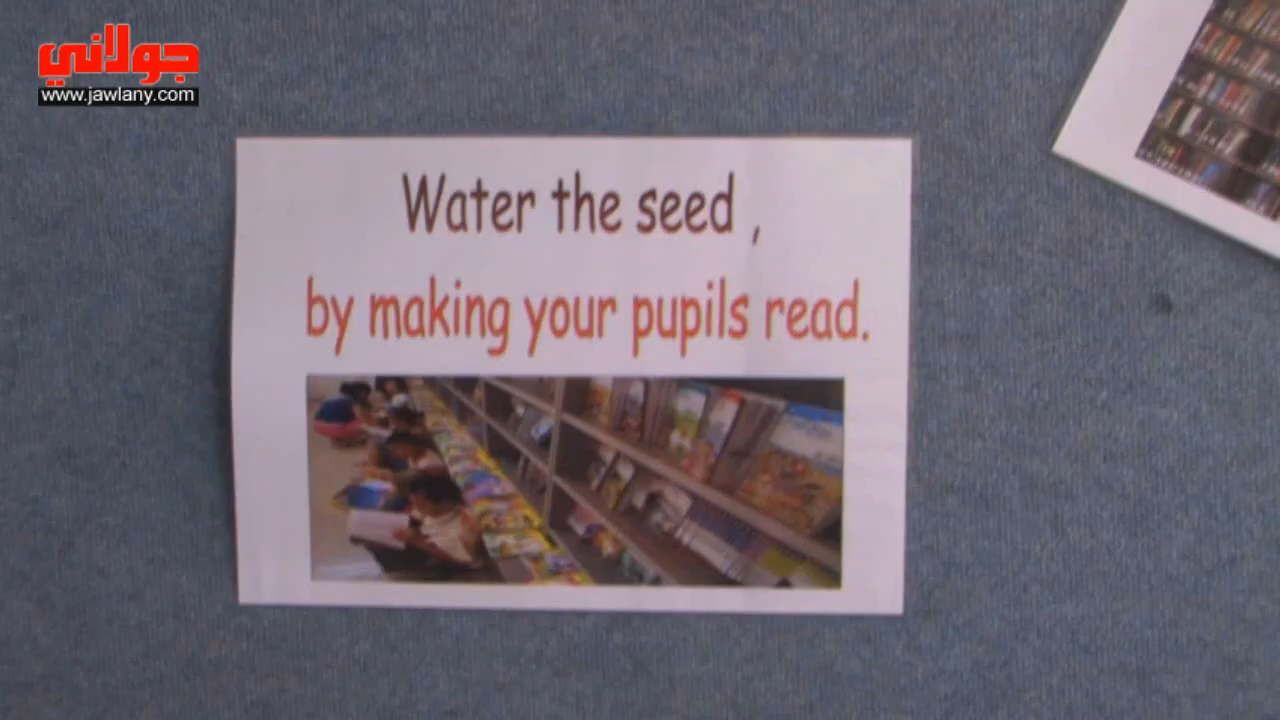 جولاني
www.jawlany.com
Water the seed ,
by making your pupils read.